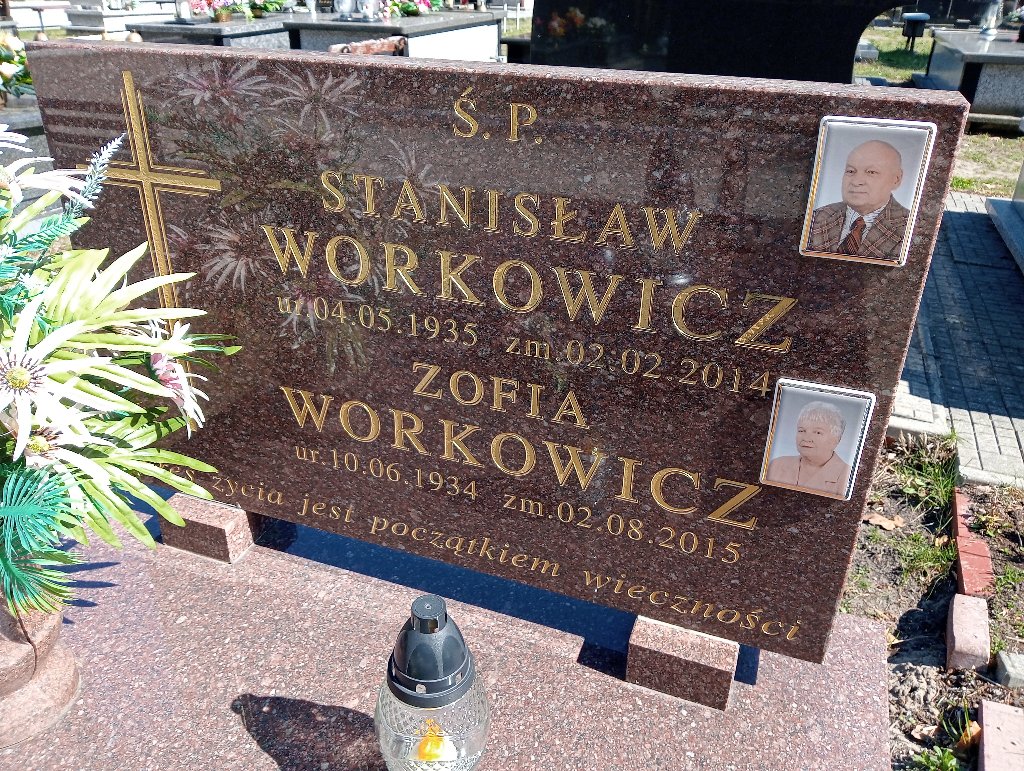 Ś. P.
STANISŁAW
WORKOWICZ
ur.04.05.1935 zm.02.02.2014
ZOFIA
WORKOWICZ
ur.10.06.1934 zm.02.08.2015
życia jest początkiem wieczności